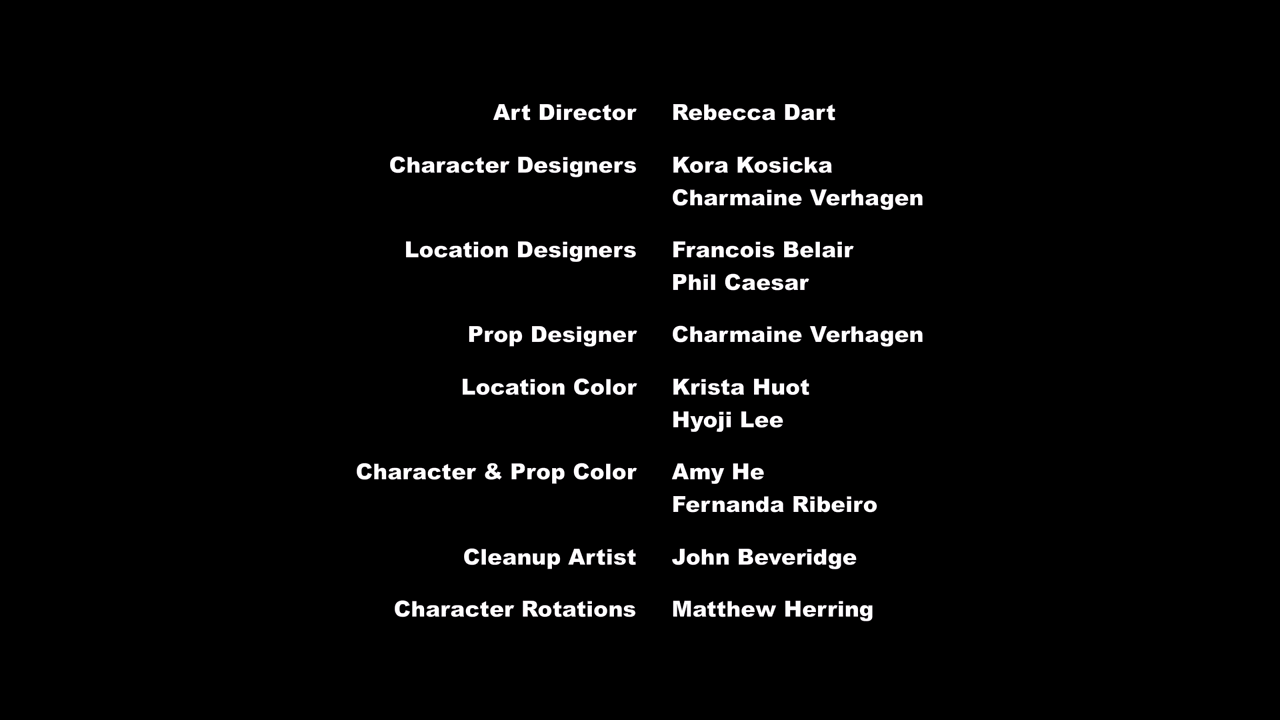 Art Director Rebecca Dart
Character Designers Kora Kosicka
Charmaine Verhagen
Location Designers Francois Belair
Phil Caesar
Prop Designer Charmaine Verhagen
Location Color Krista Huot
Hyoji Lee
Character & Prop Color Amy He
Fernanda Ribeiro
Cleanup Artist John Beveridge
Character Rotations Matthew Herring